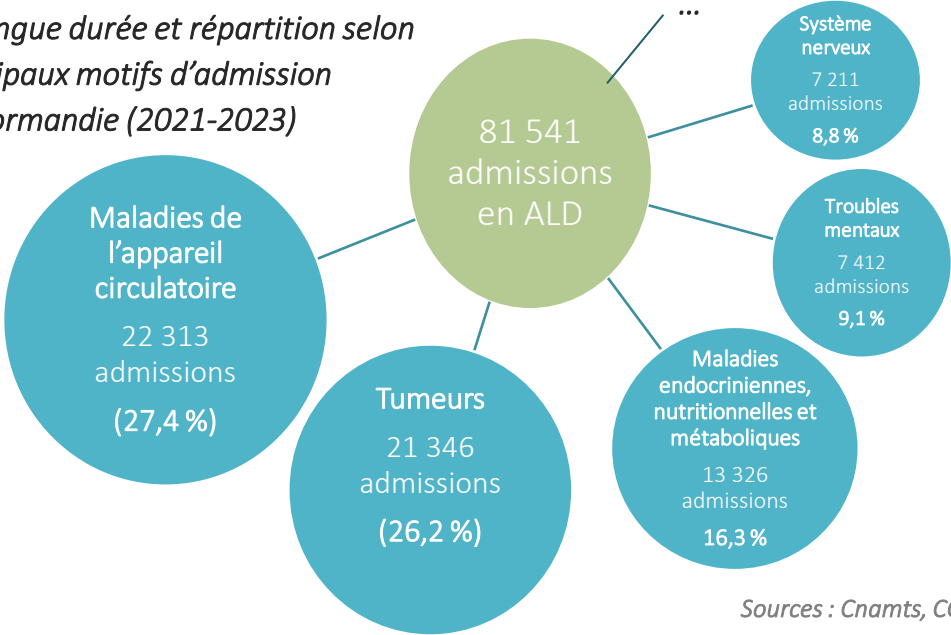 ngue durée et répartition selon
ipaux motifs d’admission
ormandie (2021-2023)
...
81 541
admissions
en ALD
Système
nerveux
7 211
admissions
8,8 %
Troubles
mentaux
7 412
admissions
9,1 %
Maladies de
l’appareil
circulatoire
22 313
admissions
(27,4 %)
Tumeurs
21 346
admissions
(26,2 %)
Maladies
endocriniennes,
nutritionnelles et
métaboliques
13 326
admissions
16,3 %
Sources : Cnamts, CC